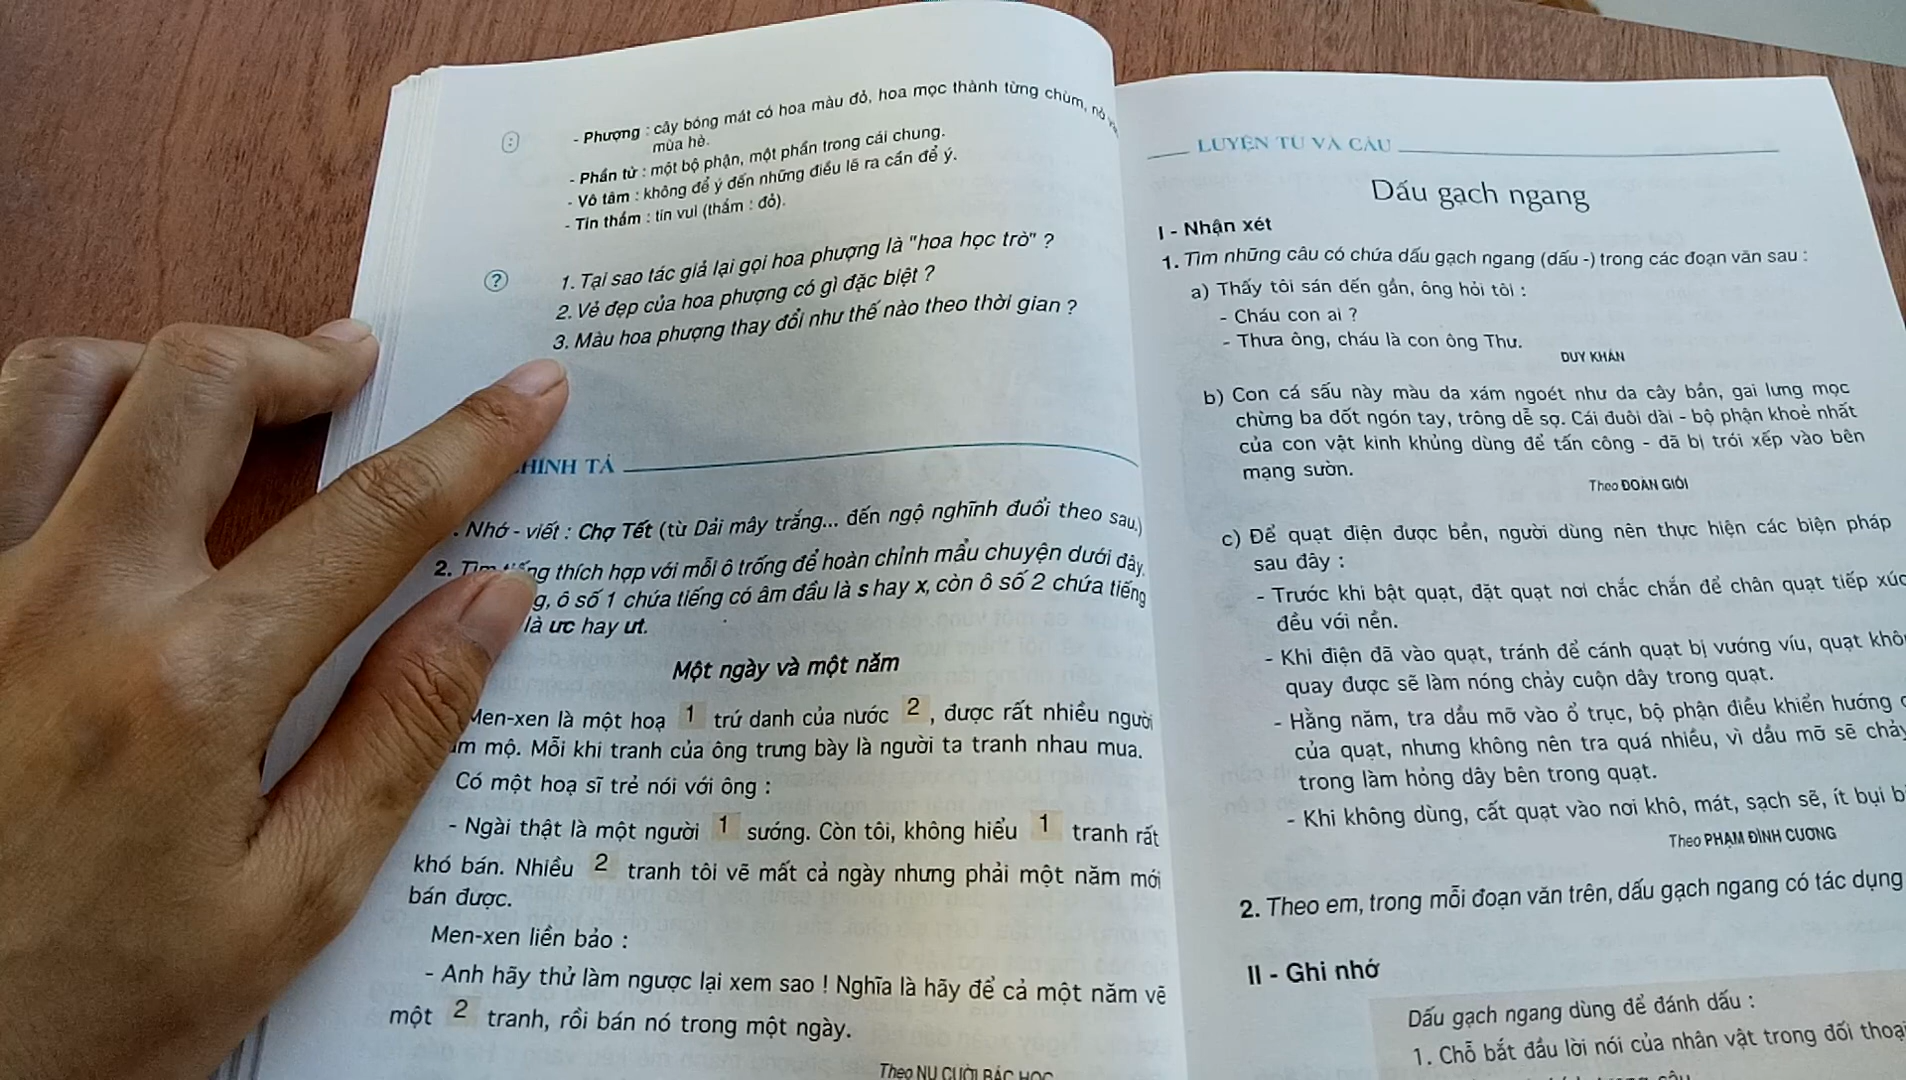 - Phượng : cây bóng mát có hoa màu đỏ, hoa mọc thành từng chùm, nở
mùa hè.
- Phần tử : một bộ phận, một phần trong cái chung.
- Vô tâm : không để ý đến những điều lẽ ra cần để ý.
- Tin thắm : tin vui (thắm : đỏ).
?
1. Tại sao tác giả lại gọi hoa phượng là "hoa học trò" ?
2. Vẻ đẹp của hoa phượng có gì đặc biệt ?
3. Màu hoa phượng thay đổi như thế nào theo thời gian ?
HÍNH TẢ
. Nhớ - viết : Chợ Tết (từ Dải mây trắng... đến ngộ nghĩnh đuổi theo sau.)
2. thích hợp với mỗi ô trống để hoàn chỉnh mẩu chuyện dưới đây.
ô số 1 chứa tiếng có âm đầu là s hay x, còn ô số 2 chứa tiếng
là ưc hay ưt.
Một ngày và một năm
Men-xen là một hoạ 1 trứ danh của nước 2 , được rất nhiều người
mộ. Mỗi khi tranh của ông trưng bày là người ta tranh nhau mua.
Có một hoạ sĩ trẻ nói với ông :
- Ngài thật là một người 1 sướng. Còn tôi, không hiểu 1 tranh rất
khó bán. Nhiều 2 tranh tôi vẽ mất cả ngày nhưng phải một năm mới
bán được.
Men-xen liền bảo :
- Anh hãy thử làm ngược lại xem sao ! Nghĩa là hãy để cả một năm vẽ
một 2 tranh, rồi bán nó trong một ngày.
Theo NỤ CƯỜI BÁC HỌC
LUYỆN TỪ VÀ CÂU
Dấu gạch ngang
I - Nhận xét
1. Tìm những câu có chứa dấu gạch ngang (dấu -) trong các đoạn văn sau :
a) Thấy tôi sán đến gần, ông hỏi tôi :
- Cháu con ai ?
- Thưa ông, cháu là con ông Thư.
DUY KHÁN
b) Con cá sấu này màu da xám ngoét như da cây bần, gai lưng mọc
chừng ba đốt ngón tay, trông dễ sợ. Cái đuôi dài - bộ phận khoẻ nhất
của con vật kinh khủng dùng để tấn công - đã bị trói xếp vào bên
mạng sườn.
Theo ĐOÀN GIỎI
c) Để quạt điện được bền, người dùng nên thực hiện các biện pháp
sau đây :
- Trước khi bật quạt, đặt quạt nơi chắc chắn để chân quạt tiếp xúc
đều với nền.
- Khi điện đã vào quạt, tránh để cánh quạt bị vướng víu, quạt
quay được sẽ làm nóng chảy cuộn dây trong quạt.
- Hằng năm, tra dầu mỡ vào ổ trục, bộ phận điều khiển hướng
của quạt, nhưng không nên tra quá nhiều, vì dầu mỡ sẽ chảy
trong làm hỏng dây bên trong quạt.
- Khi không dùng, cất quạt vào nơi khô, mát, sạch sẽ, ít bụi
Theo PHẠM ĐÌNH CƯƠNG
2. Theo em, trong mỗi đoạn văn trên, dấu gạch ngang có tác dụng
II - Ghi nhớ
Dấu gạch ngang dùng để đánh dấu :
1. Chỗ bắt đầu lời nói của nhân vật trong đối thoại